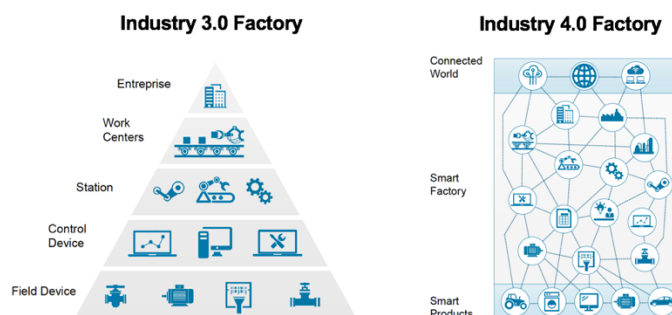 Industry 3.0 Factory
Entreprise
Work
Centers
Station
Control
Device
Field Device
Industry 4.0 Factory
Connected
World
Smart
Factory
Smart
Products